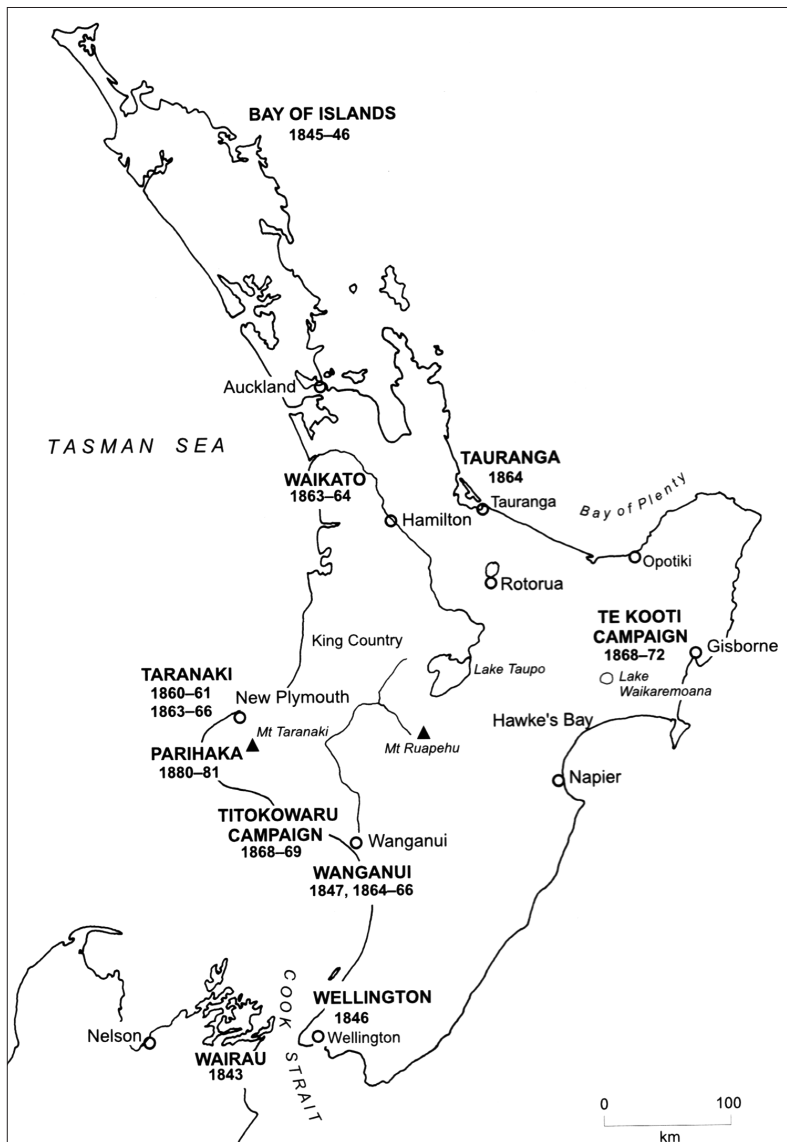 BAY OF ISLANDS
1845–46
Auckland
TASMAN SEA
TAURANGA
1864
WAIKATO
1863–64
Tauranga
Bay of Plenty
Hamilton
Opotiki
Rotorua
TE KOOTI
CAMPAIGN
1868–72
King Country
Gisborne
Lake Taupo
Lake
Waikaremoana
TARANAKI
1860–61
1863–66
New Plymouth
Mt Taranaki
Hawke's Bay
Mt Ruapehu
PARIHAKA
1880–81
Napier
TITOKOWARU
CAMPAIGN
1868–69
Wanganui
WANGANUI
1847, 1864–66
COOK STRAIT
WELLINGTON
1846
Nelson
Wellington
WAIRAU
1843
0 100
km